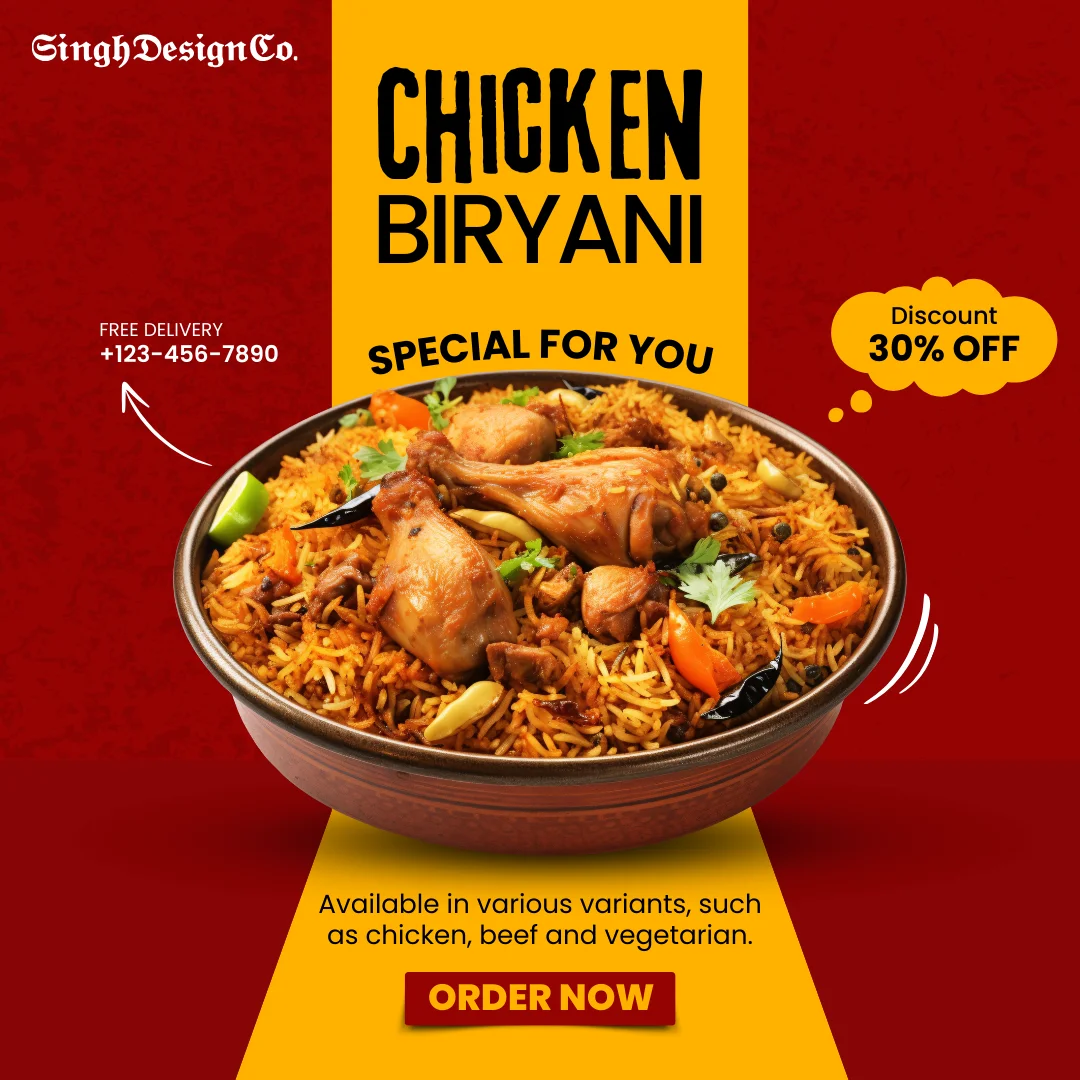 SinghDesignCo.
CHICKEN
BIRYANI
SPECIAL FOR YOU
FREE DELIVERY
+123-456-7890
Discount
30% OFF
Available in various variants, such
as chicken, beef and vegetarian.
ORDER NOW